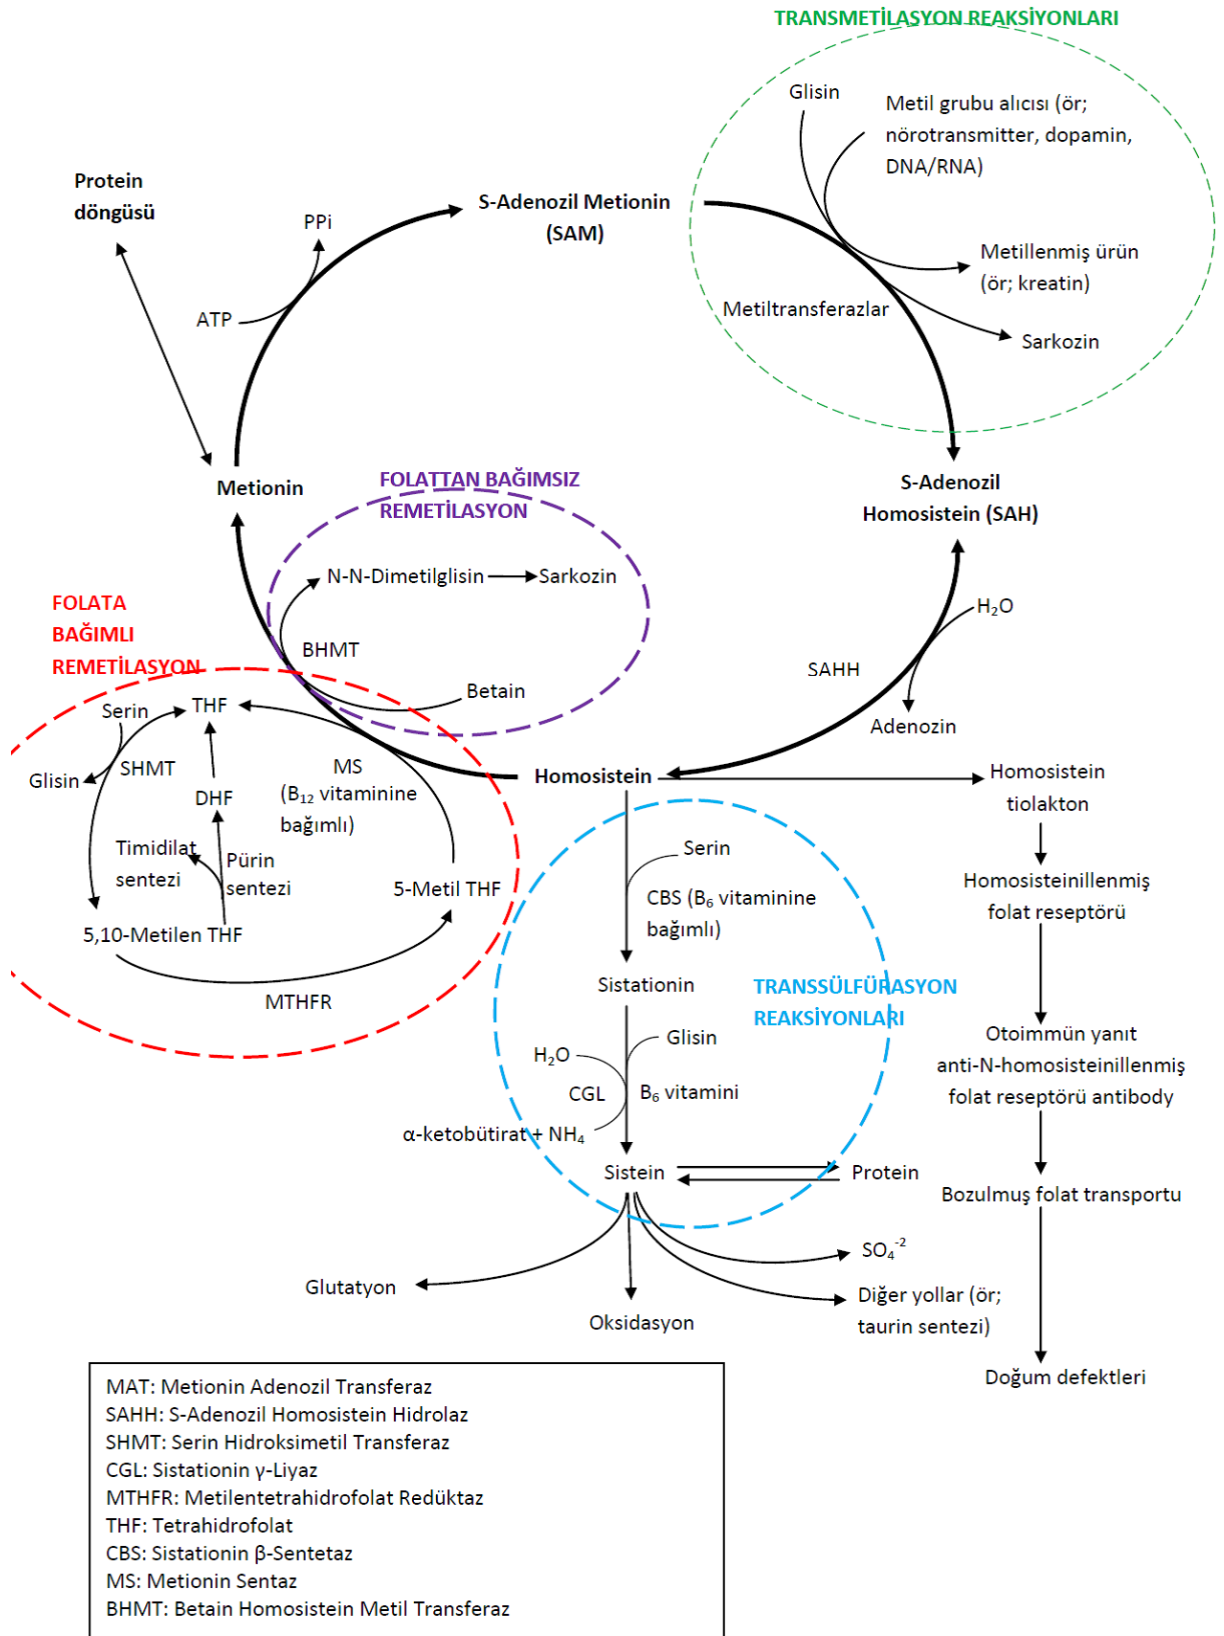 TRANSMETİLASYON REAKSİYONLARI
Glisin
Metil grubu alıcısı (ör;
nörotransmitter, dopamin,
DNA/RNA)
Protein
döngüsü
PPi
S-Adenozil Metionin
(SAM)
ATP
Metillenmiş ürün
(ör; kreatin)
Metiltransferazlar
Sarkozin
Metionin
FOLATTAN BAĞIMSIZ
REMETİLASYON
S-Adenozil
Homosistein (SAH)
N-N-Dimetilglisin
Sarkozin
FOLATA
BAĞIMLI
REMETİLASYON
H₂O
BHMT
SAHH
Betain
Serin
THF
Adenozin
Glisin
SHMT
MS
(B₁₂ vitaminine
bağımlı)
Homosistein
Homosistein
tiolakton
DHF
Timidilat
sentezi
Pürin
sentezi
Serin
5-Metil THF
CBS (B₆ vitaminine
bağımlı)
Homosisteinillenmiş
folat reseptörü
5,10-Metilen THF
MTHFR
Sistationin
TRANSSÜLFÜRASYON
REAKSİYONLARI
Glisin
H₂O
CGL
B₆ vitamini
Otoimmün yanıt
anti-N-homosisteinillenmiş
folat reseptörü antibody
α-ketobütirat + NH₄
Sistein
Protein
Bozulmuş folat transportu
SO₄⁻²
Glutatyon
Oksidasyon
Diğer yollar (ör;
taurin sentezi)
Doğum defektleri
MAT: Metionin Adenozil Transferaz
SAHH: S-Adenozil Homosistein Hidrolaz
SHMT: Serin Hidroksimetil Transferaz
CGL: Sistationin γ-Liyaz
MTHFR: Metilentetrahidrofolat Redüktaz
THF: Tetrahidrofolat
CBS: Sistationin β-Sentetaz
MS: Metionin Sentaz
BHMT: Betain Homosistein Metil Transferaz